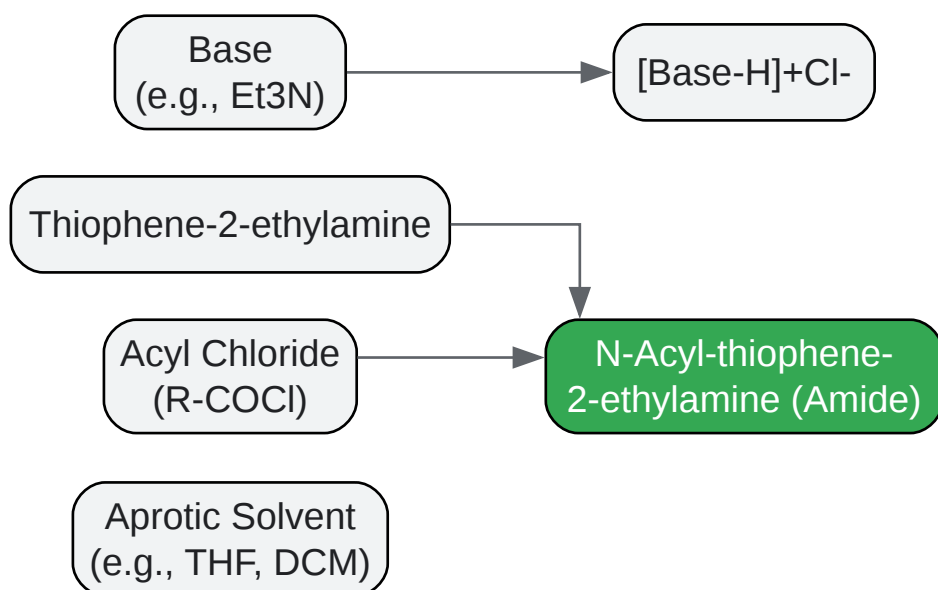 Base
(e.g., Et3N)
[Base-H]+Cl-
Thiophene-2-ethylamine
Acyl Chloride
(R-COCl)
N-Acyl-thiophene-
2-ethylamine (Amide)
Aprotic Solvent
(e.g., THF, DCM)